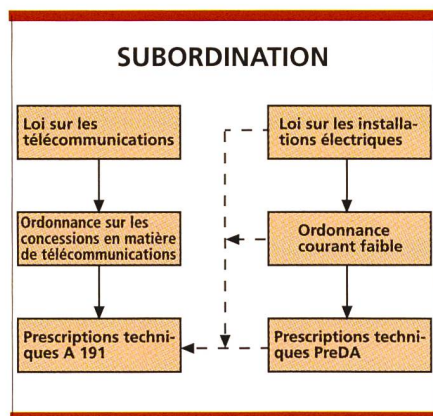 SUBORDINATION
Loi sur les
télécommunications
Loi sur les installa-
tions électriques
Ordonnance sur les
concessions en matière
de télécommunications
Ordonnance
courant faible
Prescriptions techni-
ques A 191
Prescriptions techni-
ques PreDA